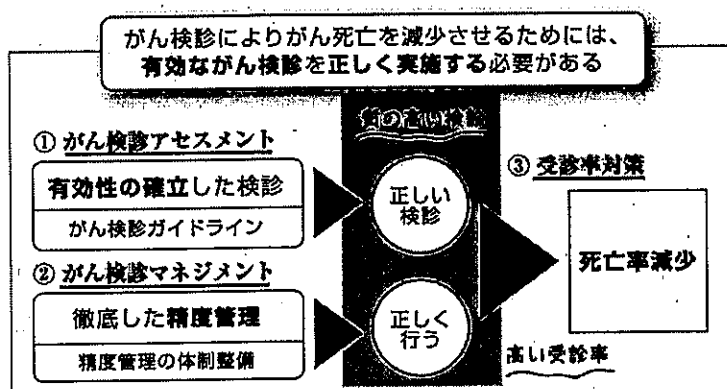 がん検診によりがん死亡を減少させるためには、
有効ながん検診を正しく実施する必要がある
質の高い検診
① がん検診アセスメント
有効性の確立した検診
がん検診ガイドライン
正しい
検診
③ 受診率対策
死亡率減少
② がん検診マネジメント
徹底した精度管理
精度管理の体制整備
正しく
行う
高い受診率